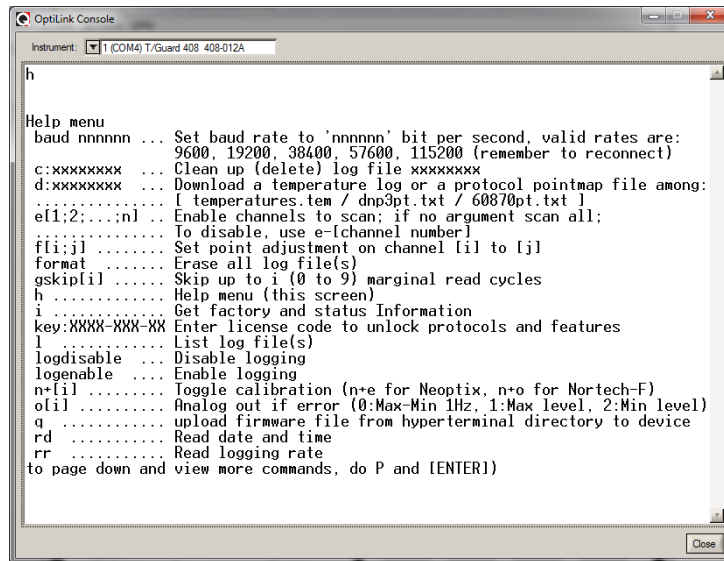 OptiLink Console
Instrument: 1 (COM4) T/Guard 408 408-012A
h
Help menu
baud nnnnnn ... Set baud rate to 'nnnnnn' bit per second, valid rates are:
9600, 19200, 38400, 57600, 115200 (remember to reconnect)
c:xxxxxxxx ... Clean up (delete) log file xxxxxxxx
d:xxxxxxxx ... Download a temperature log or a protocol pointmap file among:
............... [ temperatures.tem / dnp3pt.txt / 60870pt.txt ]
e[1;2;...;n] .. Enable channels to scan; if no argument scan all;
............... To disable, use e-[channel number]
f[i;j] ........ Set point adjustment on channel [i] to [j]
format ....... Erase all log file(s)
gskip[i] ...... Skip up to i (0 to 9) marginal read cycles
h ............. Help menu (this screen)
i ............. Get factory and status Information
key:XXXX-XXX-XX Enter license code to unlock protocols and features
l ............. List log file(s)
logdisable ... Disable logging
logenable .... Enable logging
n+[i] ......... Toggle calibration (n+e for Neoptix, n+o for Nortech-F)
o[i] .......... Analog out if error (0:Max-Min 1Hz, 1:Max level, 2:Min level)
q ............ upload firmware file from hyperterminal directory to device
rd ........... Read date and time
rr ........... Read logging rate
to page down and view more commands, do P and [ENTER])
Close